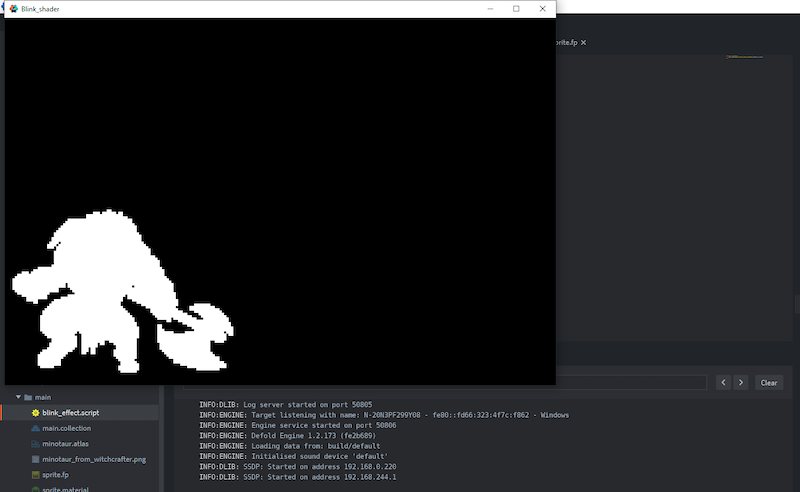 Blink_shader
sprite.fp
Clear
main
blink_effect.script
main.collection
minotaur.atlas
minotaur_from_witchcrafter.png
sprite.fp
sprite.material
INFO:DLIB: Log server started on port 50805
INFO:ENGINE: Target listening with name: N-20N3PF299Y08 - fe80::fd66:323:4f7c:f862 - Windows
INFO:ENGINE: Engine service started on port 50806
INFO:ENGINE: Defold Engine 1.2.173 (fe2b689)
INFO:ENGINE: Loading data from: build/default
INFO:ENGINE: Initialised sound device 'default'
INFO:DLIB: SSDP: Started on address 192.168.0.220
INFO:DLIB: SSDP: Started on address 192.168.244.1